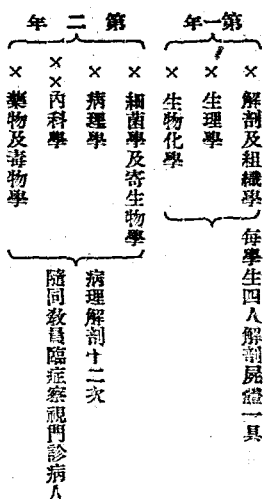 第一年
× 解剖及組織學
× 生理學
× 生物化學
每學生四人解剖屍體一具
第二年
× 細菌學及寄生物學
× 病理學
×× 內科學
× 藥物及毒物學
病理解剖十二次
隨同教員臨症察視門診病人